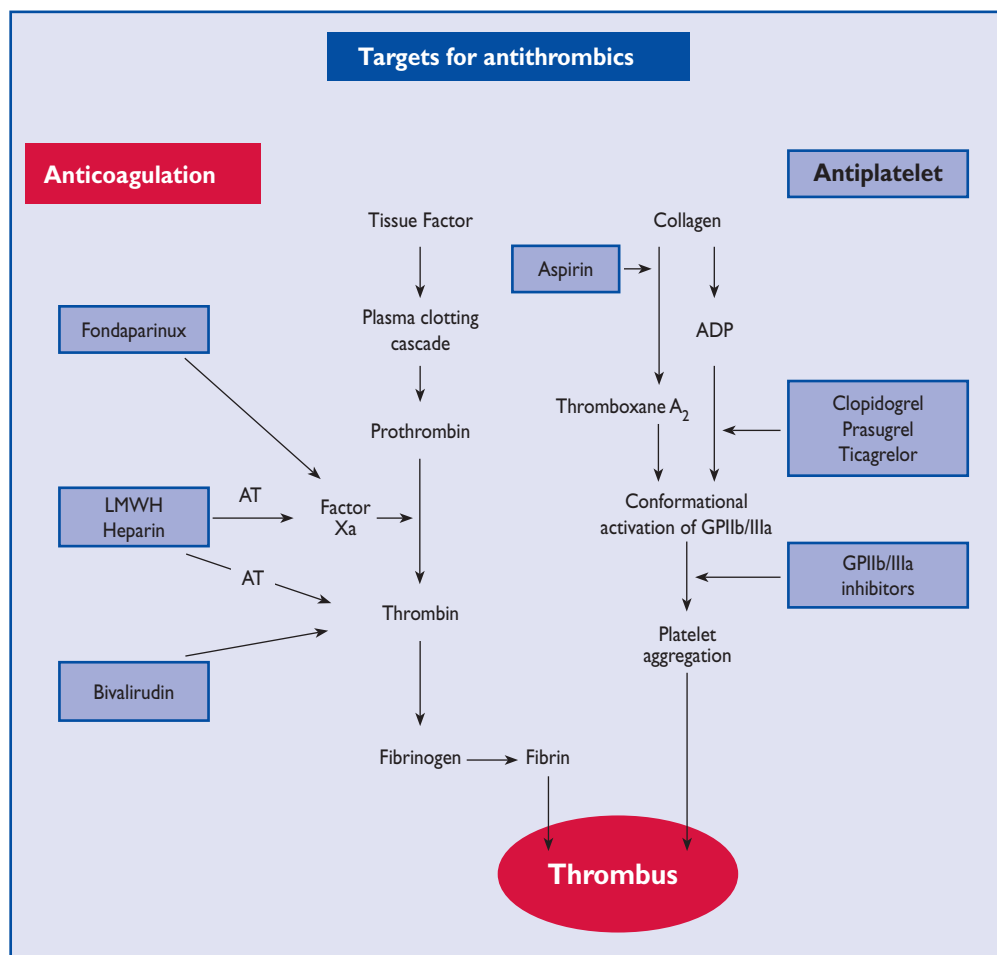 Targets for antithrombics
Anticoagulation
Antiplatelet
Tissue Factor
Collagen
Aspirin
Fondaparinux
Plasma clotting
cascade
ADP
Thromboxane A2
Clopidogrel
Prasugrel
Ticagrelor
Prothrombin
AT
LMWH
Heparin
Factor
Xa
Conformational
activation of GPIIb/IIIa
AT
GPIIb/IIIa
inhibitors
Thrombin
Platelet
aggregation
Bivalirudin
Fibrinogen
Fibrin
Thrombus